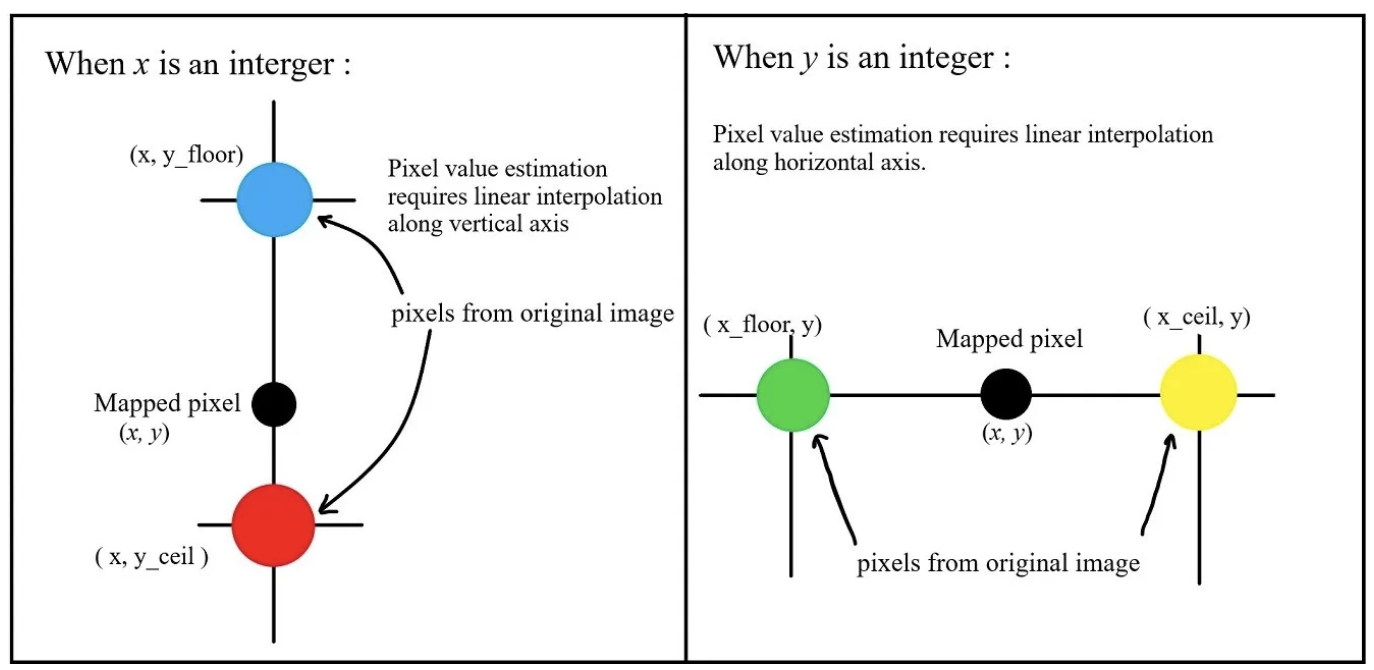 When x is an interger :
(x, y_floor)
Pixel value estimation
requires linear interpolation
along vertical axis
pixels from original image
Mapped pixel
(x, y)
( x, y_ceil )
When y is an integer :
Pixel value estimation requires linear interpolation
along horizontal axis.
( x_floor, y)
Mapped pixel
( x_ceil, y)
(x, y)
pixels from original image